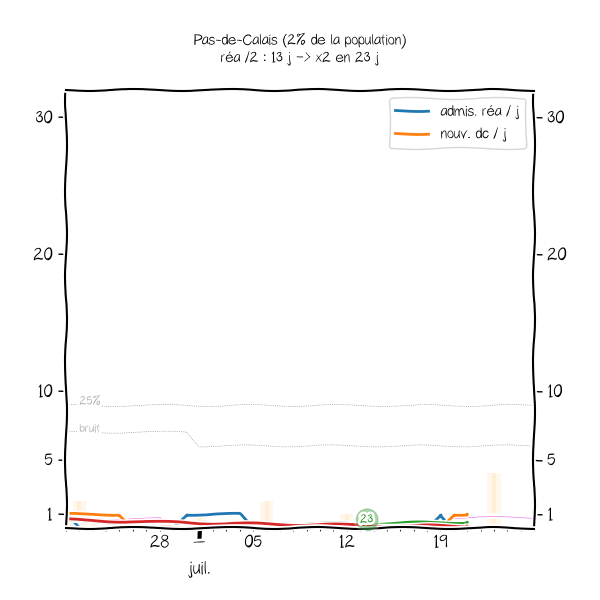 Pas-de-Calais (2% de la population)
réa /2 : 13 j -> x2 en 23 j
admis. réa / j
nouv. dc / j
30
30
20
20
10
10
25%
bruit
5
5
1
1
23
28
1
05
12
19
juil.